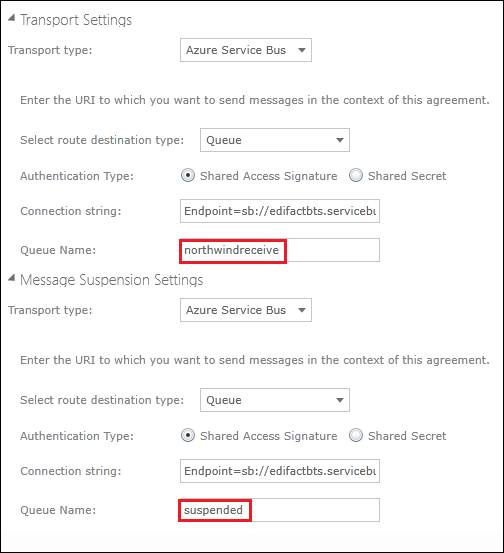 Transport Settings
Transport type: Azure Service Bus
Enter the URI to which you want to send messages in the context of this agreement.
Select route destination type: Queue
Authentication Type: Shared Access Signature Shared Secret
Connection string: Endpoint=sb://edifactbts.servicebu
Queue Name: northwindreceive
Message Suspension Settings
Transport type: Azure Service Bus
Enter the URI to which you want to send messages in the context of this agreement.
Select route destination type: Queue
Authentication Type: Shared Access Signature Shared Secret
Connection string: Endpoint=sb://edifactbts.servicebu
Queue Name: suspended